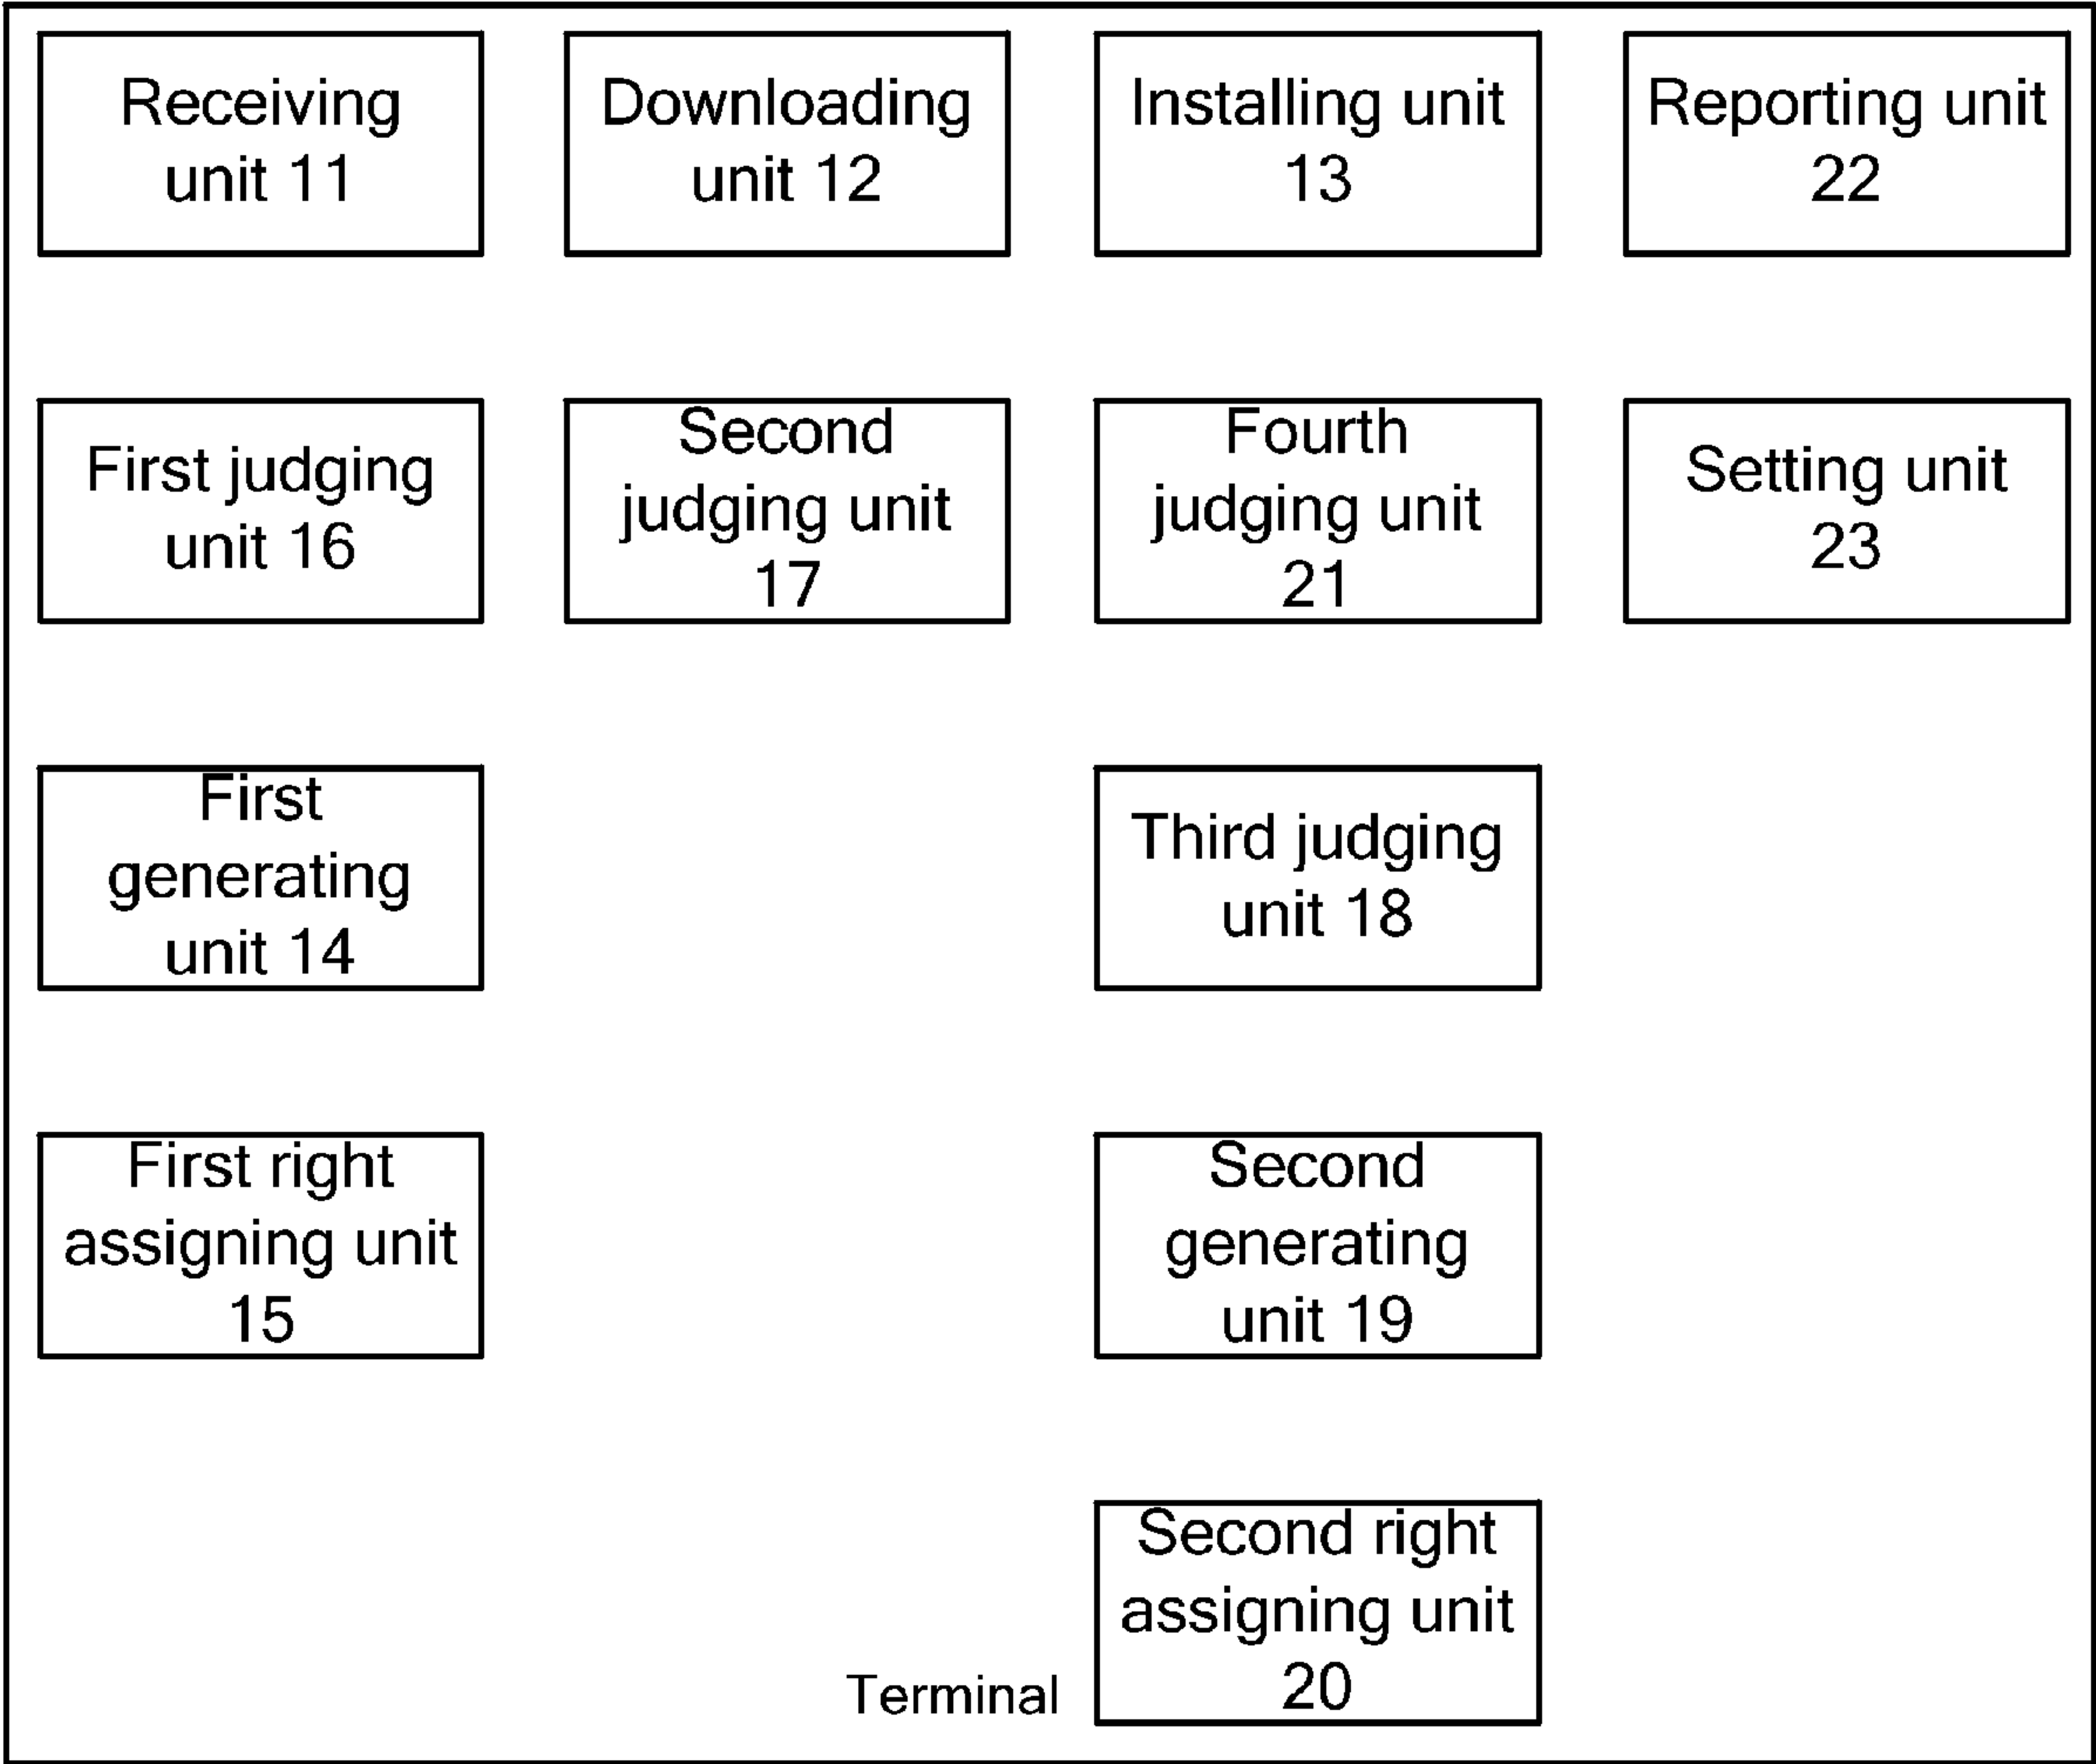 Receiving
unit 11
Downloading
unit 12
Installing unit
13
Reporting unit
22
First judging
unit 16
Second
judging unit
17
Fourth
judging unit
21
Setting unit
23
First
generating
unit 14
Third judging
unit 18
First right
assigning unit
15
Second
generating
unit 19
Second right
assigning unit
20
Terminal